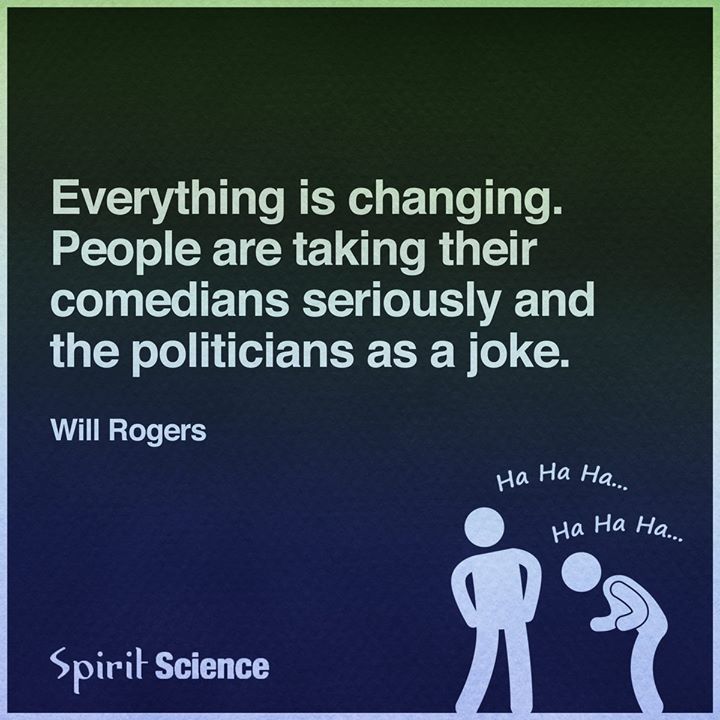 Everything is changing.
People are taking their
comedians seriously and
the politicians as a joke.
Will Rogers
Ha Ha Ha...
Ha Ha Ha...
Spirit Science